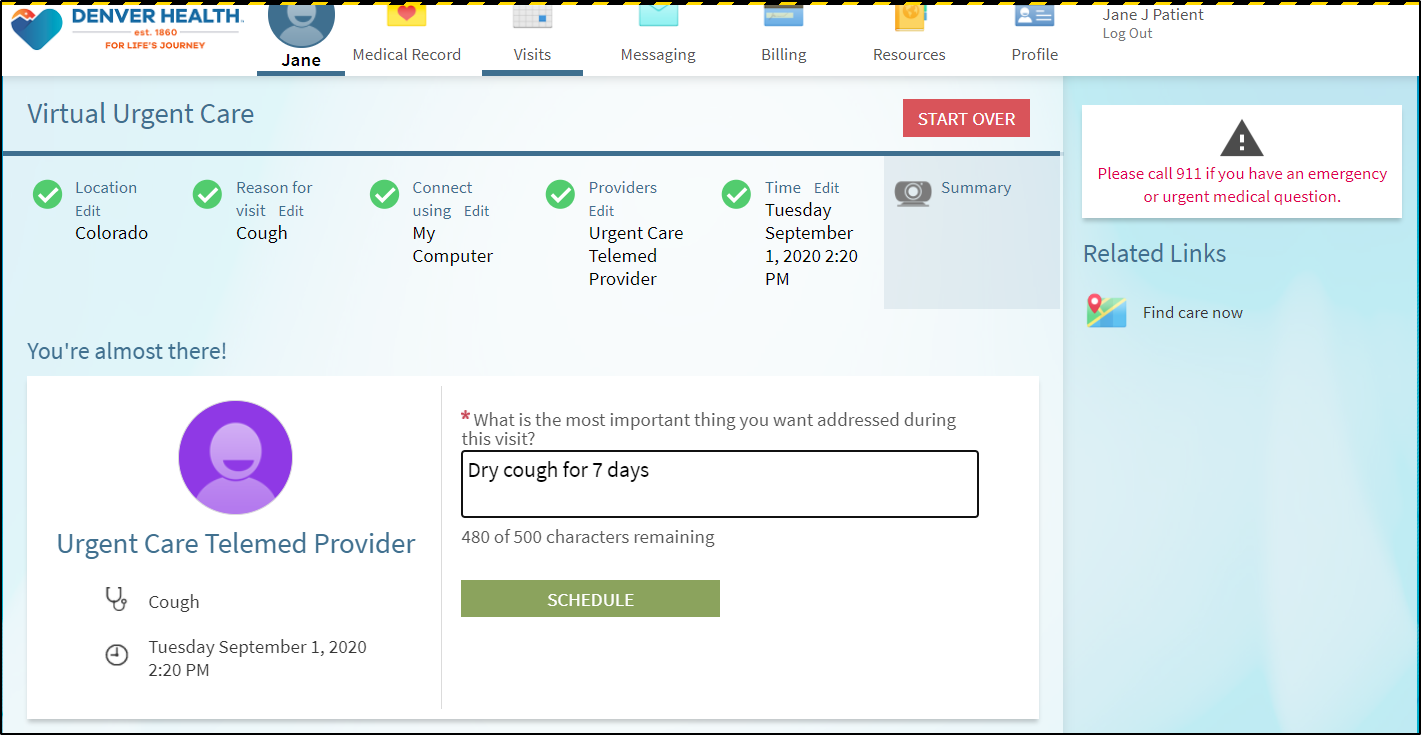 DENVER HEALTH
est. 1860
FOR LIFE'S JOURNEY
Jane
Medical Record
Visits
Messaging
Billing
Resources
Profile
Jane J Patient
Log Out
Virtual Urgent Care
START OVER
Location
Edit
Colorado
Reason for
visit Edit
Cough
Connect
using Edit
My
Computer
Providers
Edit
Urgent Care
Telemed
Provider
Time Edit
Tuesday
September
1, 2020 2:20
PM
Summary
You're almost there!
Urgent Care Telemed Provider
Cough
Tuesday September 1, 2020
2:20 PM
*What is the most important thing you want addressed during
this visit?
Dry cough for 7 days
480 of 500 characters remaining
SCHEDULE
Please call 911 if you have an emergency
or urgent medical question.
Related Links
Find care now